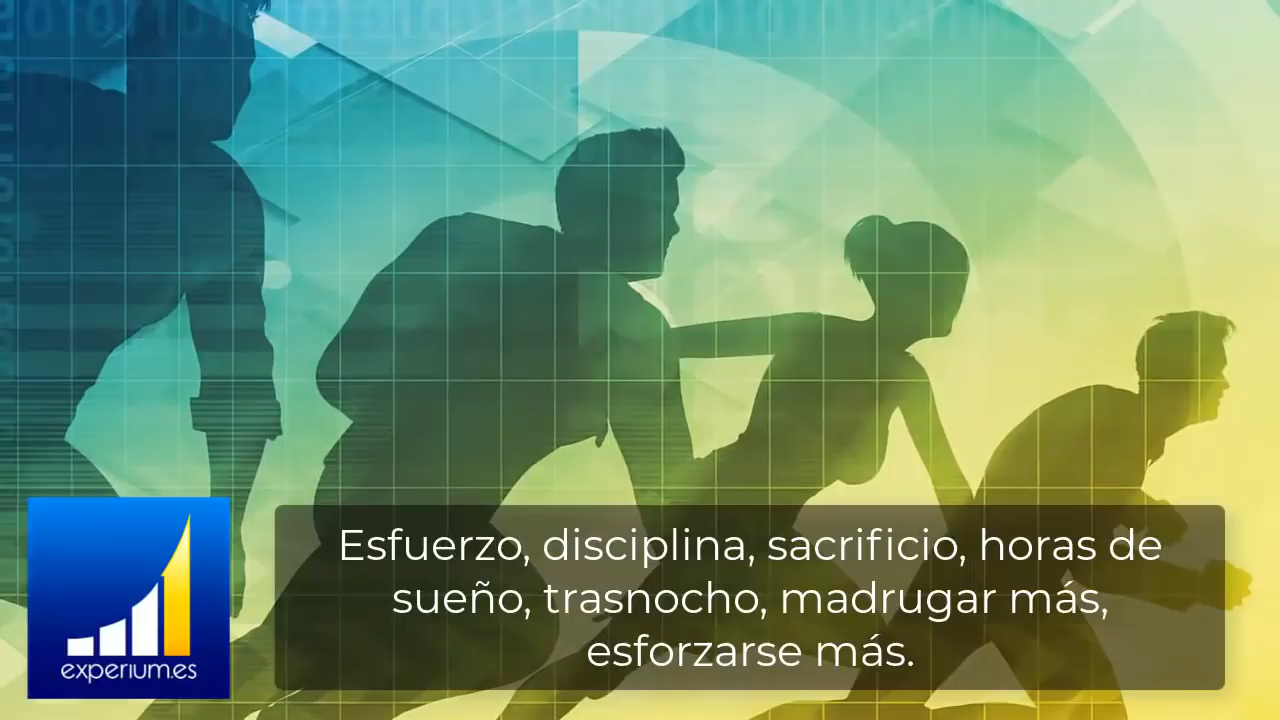 Esfuerzo, disciplina, sacrificio, horas de
sueño, trasnocho, madrugar más,
esforzarse más.
experium.es